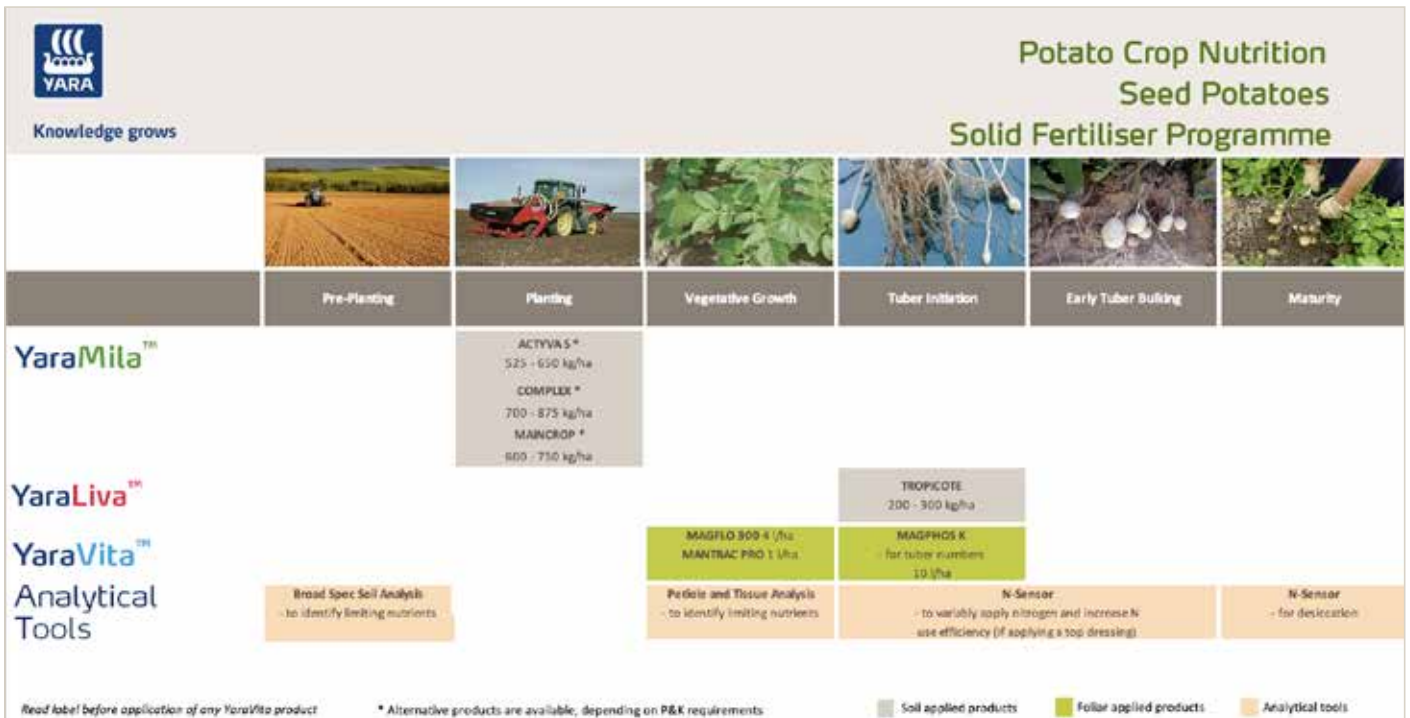 YARA
Knowledge grows
Potato Crop Nutrition
Seed Potatoes
Solid Fertiliser Programme
Pre-Planting
Planting
Vegetative Growth
Tuber Initiation
Early Tuber Bulking
Maturity
YaraMila™
ACTYVA S *
525 - 650 kg/ha
COMPLEX *
700 - 875 kg/ha
MAINCROP *
600 - 750 kg/ha
YaraLiva™
TROPICOTE
200 - 300 kg/ha
YaraVita™
MAGFLO 300 4 l/ha
MANTRAC PRO 1 l/ha
MAGPHOS K
- for tuber numbers
10 l/ha
Analytical
Tools
Broad Spec Soil Analysis
- to identify limiting nutrients
Petiole and Tissue Analysis
- to identify limiting nutrients
N-Sensor
- to variably apply nitrogen and increase N
use efficiency (if applying a top dressing)
N-Sensor
- for desiccation
Read label before application of any YaraVita product
* Alternative products are available, depending on P&K requirements
Soil applied products
Foliar applied products
Analytical tools